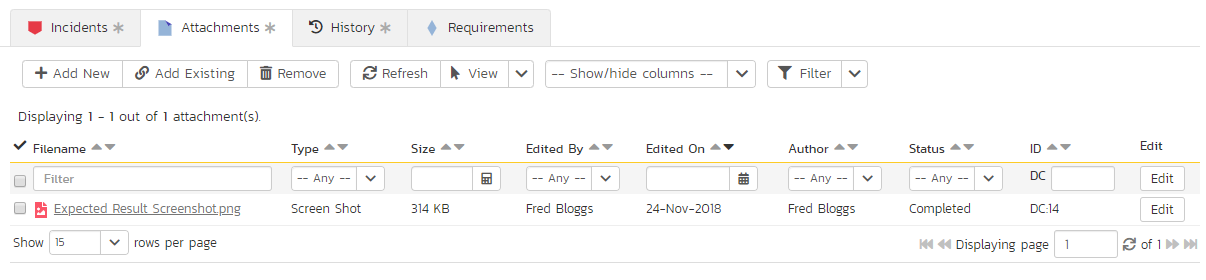 Incidents * Attachments * History * Requirements
Add New Add Existing Remove Refresh View -- Show/hide columns -- Filter
Displaying 1 - 1 out of 1 attachment(s).
Filename Type Size Edited By Edited On Author Status ID Edit
Filter -- Any -- -- Any -- -- Any -- -- Any -- DC Edit
Expected Result Screenshot.png Screen Shot 314 KB Fred Bloggs 24-Nov-2018 Fred Bloggs Completed DC:14 Edit
Show 15 rows per page Displaying page 1 of 1